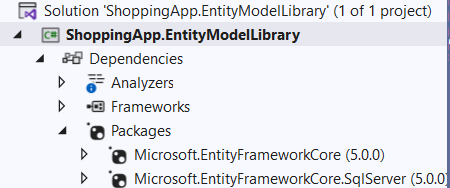 Solution 'ShoppingApp.EntityModelLibrary' (1 of 1 project)
ShoppingApp.EntityModelLibrary
Dependencies
Analyzers
Frameworks
Packages
Microsoft.EntityFrameworkCore (5.0.0)
Microsoft.EntityFrameworkCore.SqlServer (5.0.0)